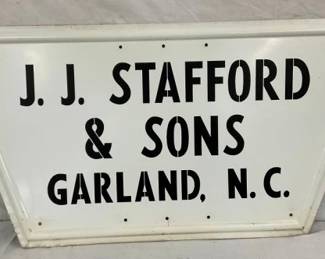 J. J. STAFFORD
& SONS
GARLAND, N. C.